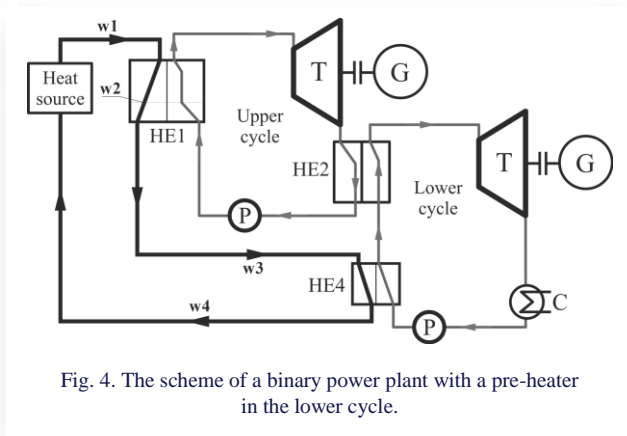 w1
Heat
source
w2
HE1
T
G
Upper
cycle
HE2
P
T
G
Lower
cycle
w3
HE4
w4
P
C
Fig. 4. The scheme of a binary power plant with a pre-heater
in the lower cycle.